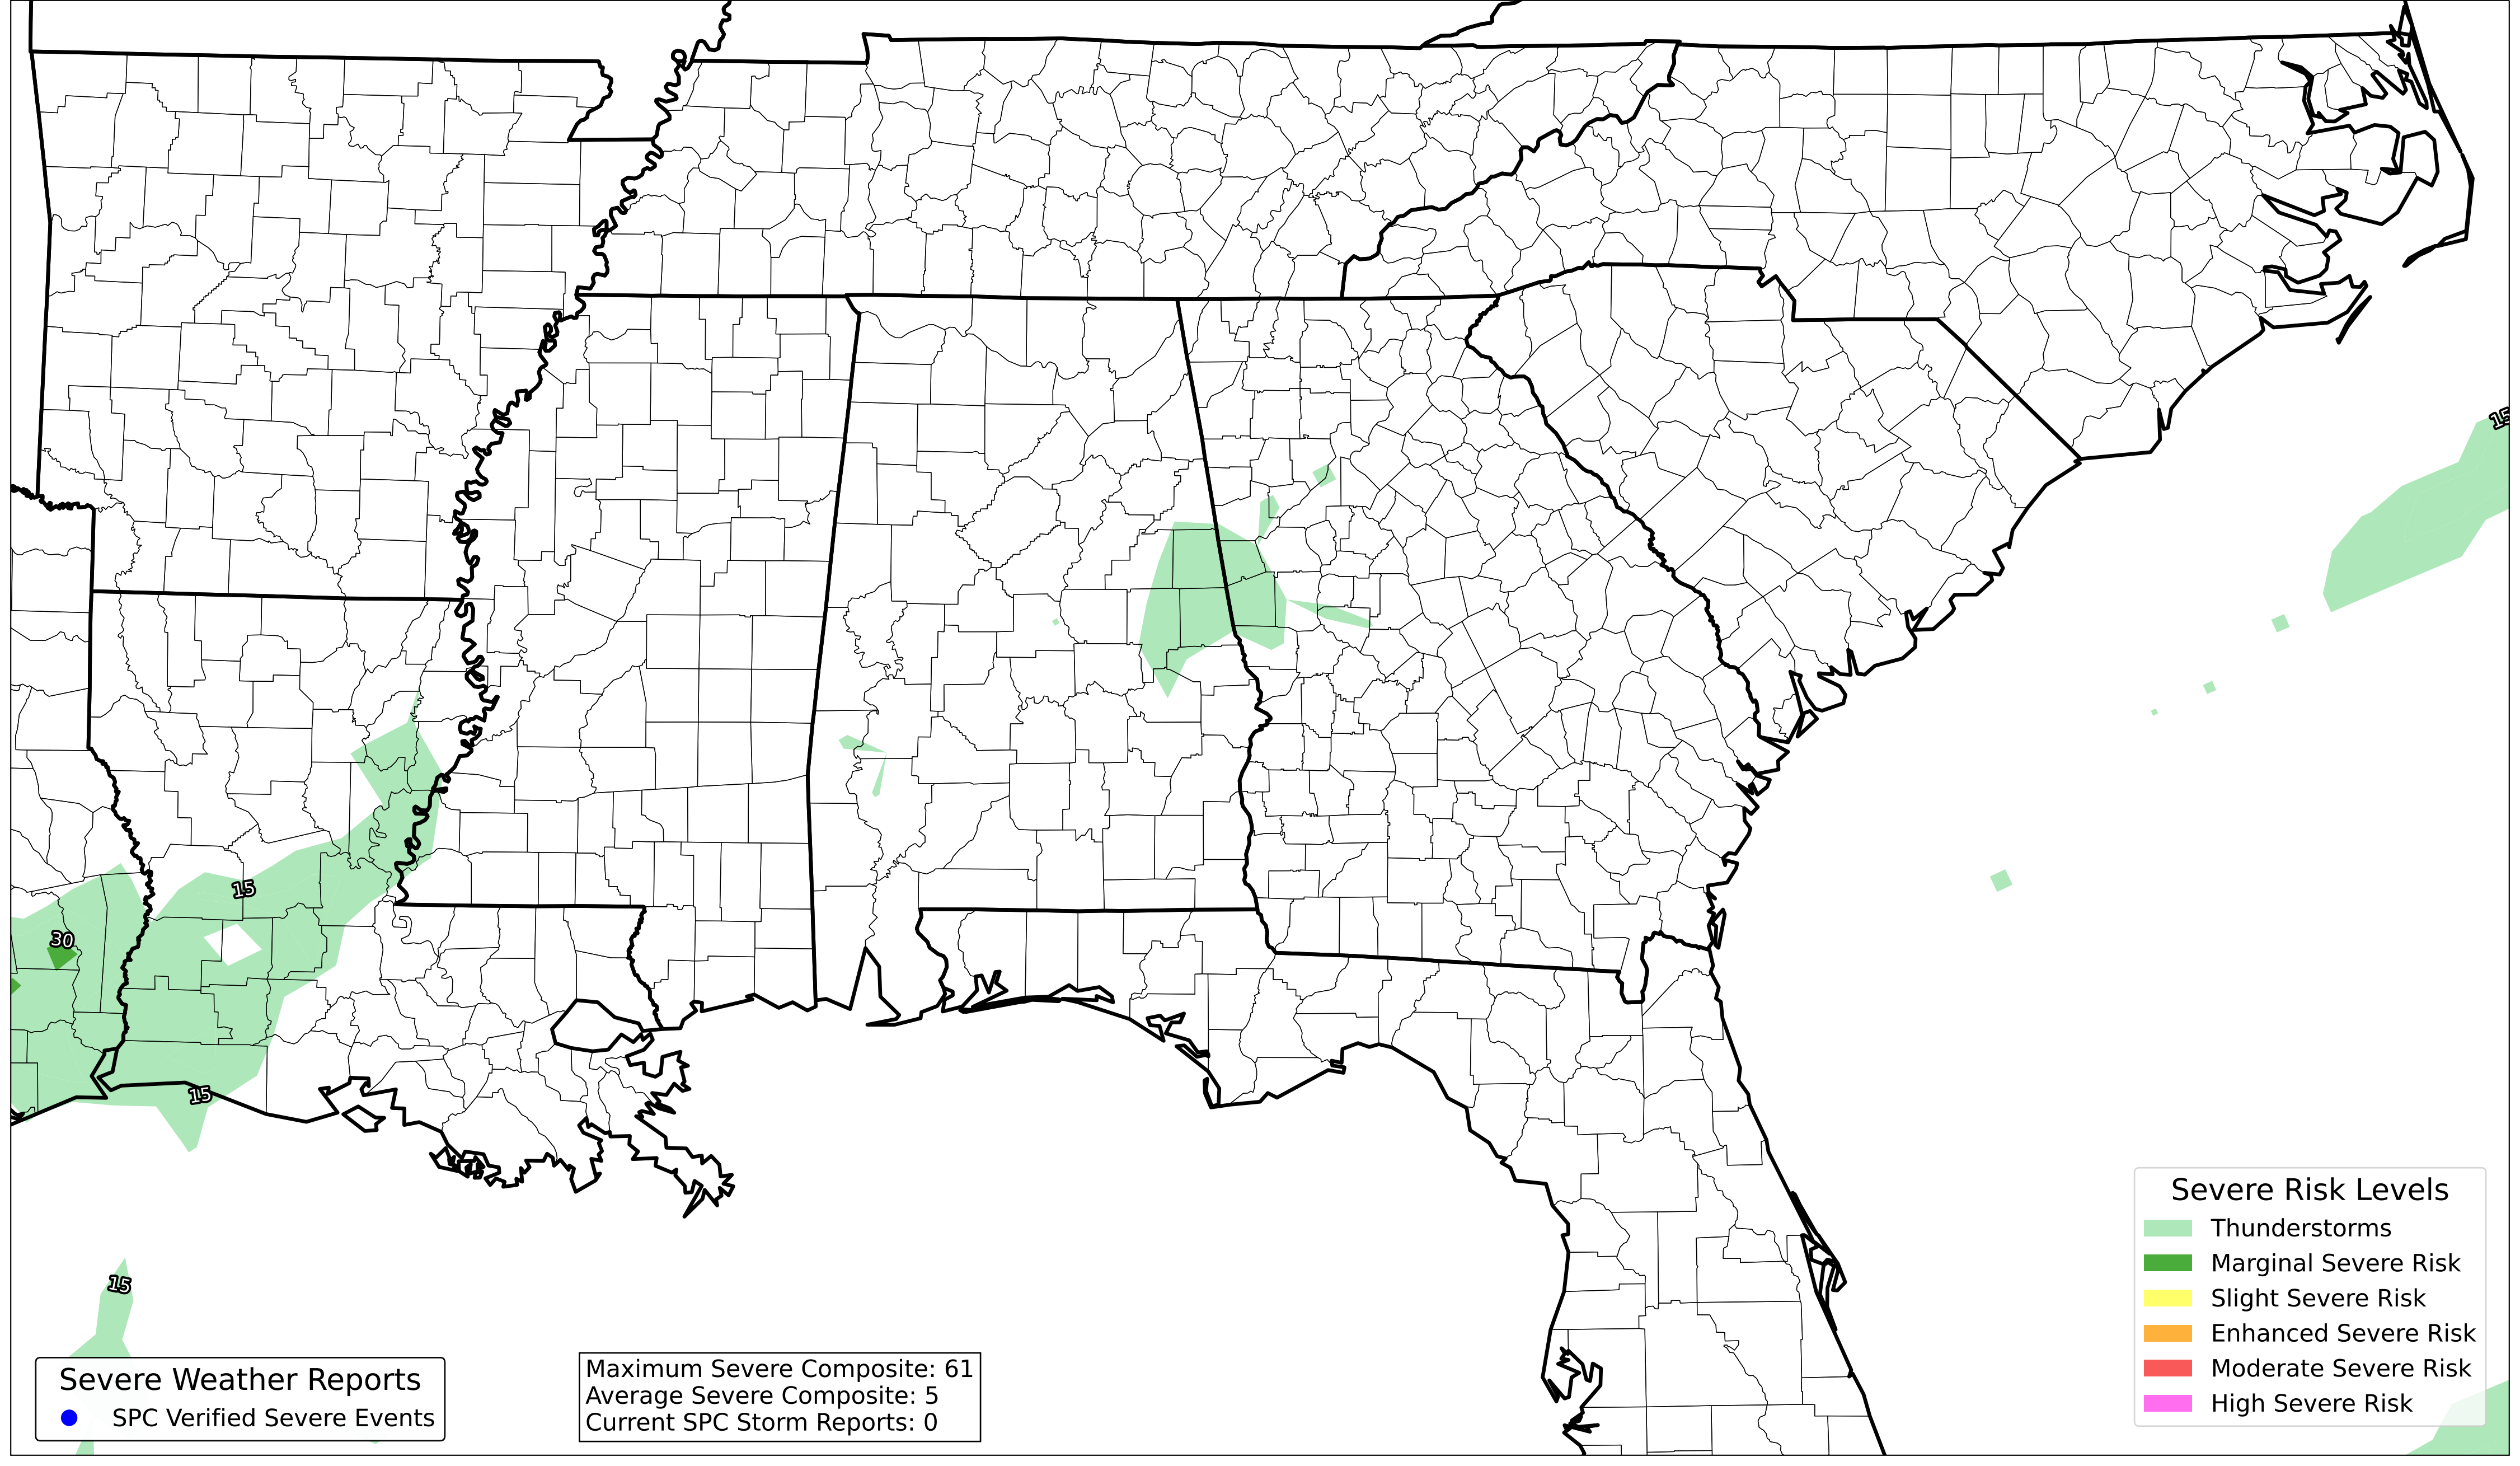 15
15
30
15
15
Severe Risk Levels
Thunderstorms
Marginal Severe Risk
Slight Severe Risk
Enhanced Severe Risk
Moderate Severe Risk
High Severe Risk
Severe Weather Reports
SPC Verified Severe Events
Maximum Severe Composite: 61
Average Severe Composite: 5
Current SPC Storm Reports: 0